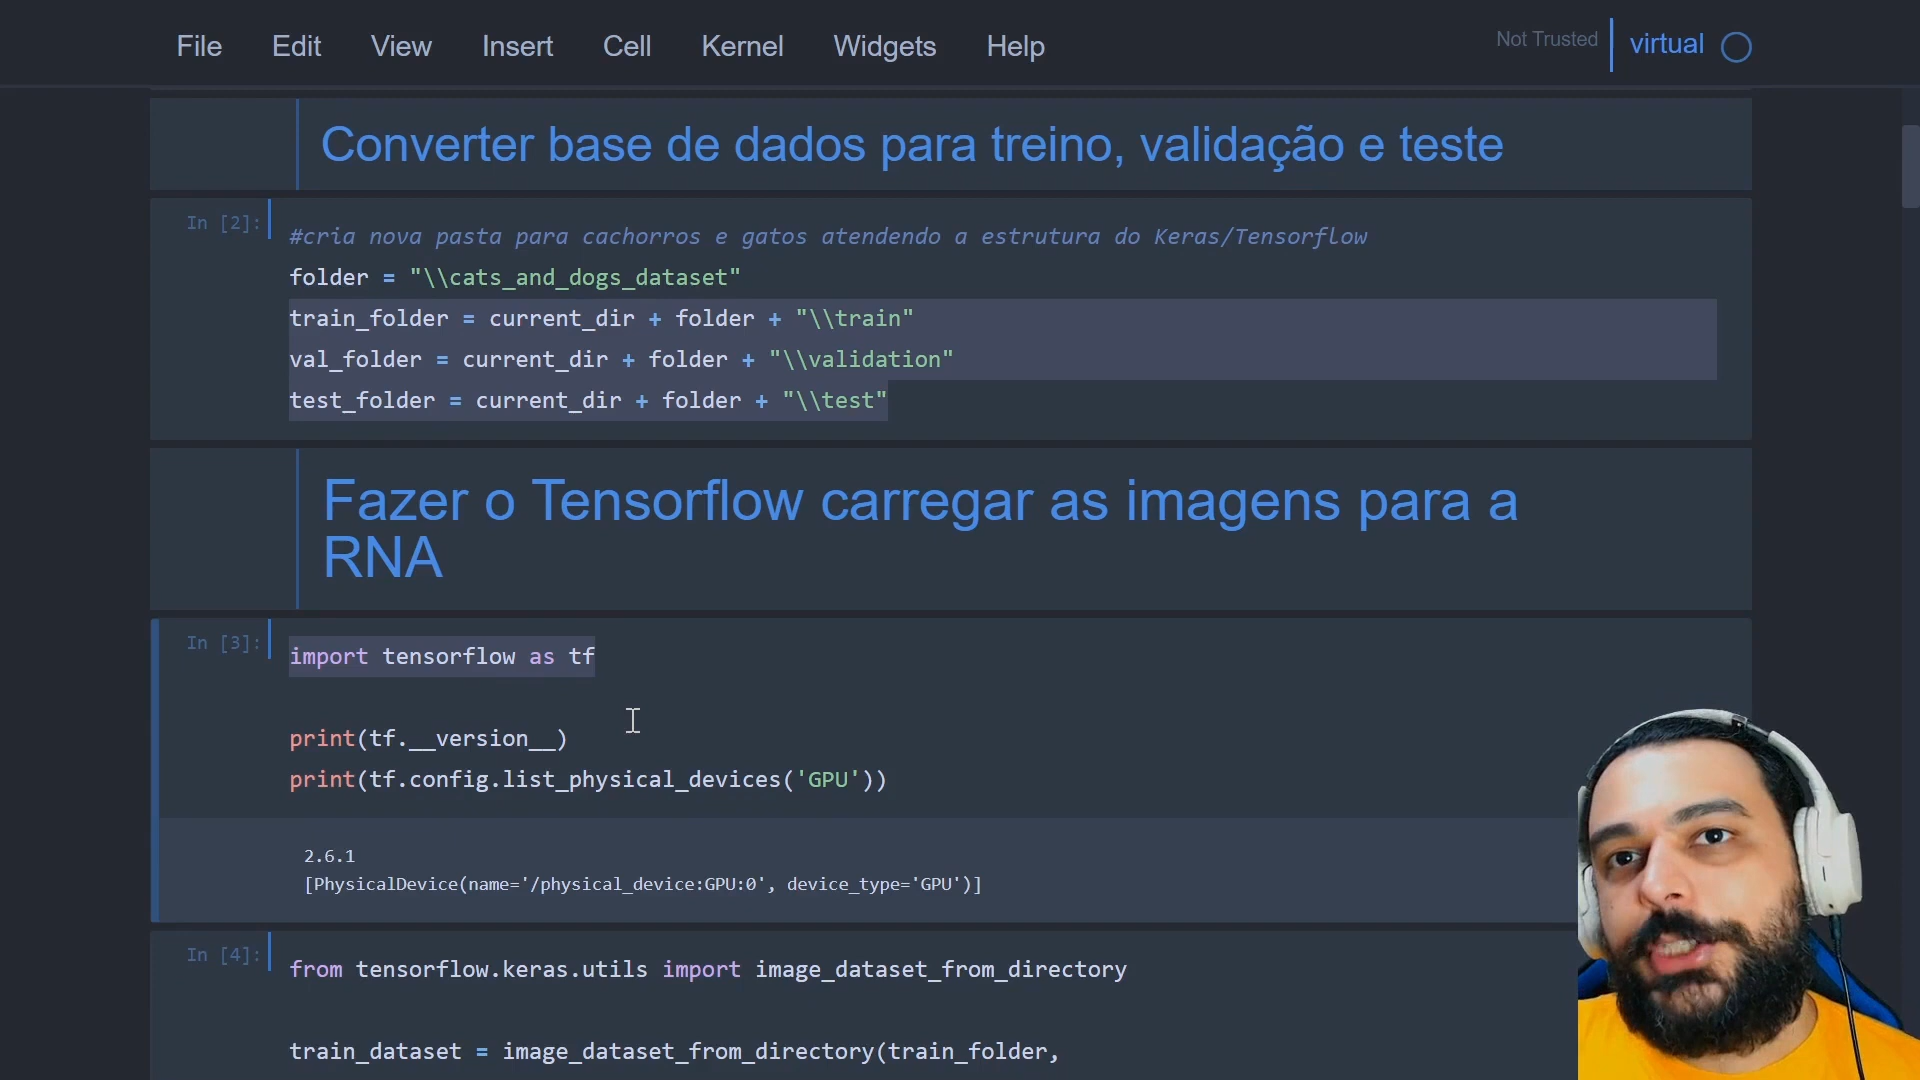 File Edit View Insert Cell Kernel Widgets Help Not Trusted virtual
Converter base de dados para treino, validação e teste
In [2]:
#cria nova pasta para cachorros e gatos atendendo a estrutura do Keras/Tensorflow
folder = "\\cats_and_dogs_dataset"
train_folder = current_dir + folder + "\\train"
val_folder = current_dir + folder + "\\validation"
test_folder = current_dir + folder + "\\test"
Fazer o Tensorflow carregar as imagens para a
RNA
In [3]:
import tensorflow as tf
print(tf.__version__)
print(tf.config.list_physical_devices('GPU'))
2.6.1
[PhysicalDevice(name='/physical_device:GPU:0', device_type='GPU')]
In [4]:
from tensorflow.keras.utils import image_dataset_from_directory
train_dataset = image_dataset_from_directory(train_folder,